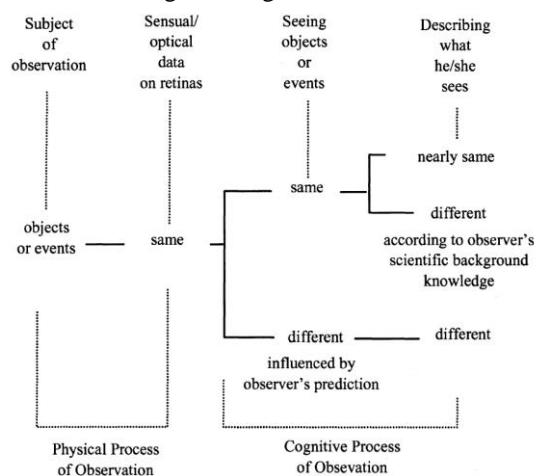 Subject
of
observation
Sensual/
optical
data
on retinas
Seeing
objects
or
events
Describing
what
he/she
sees
nearly same
same
different
objects
or events
same
according to observer's
scientific background
knowledge
different
different
influenced by
observer's prediction
Physical Process
of Observation
Cognitive Process
of Obsevation